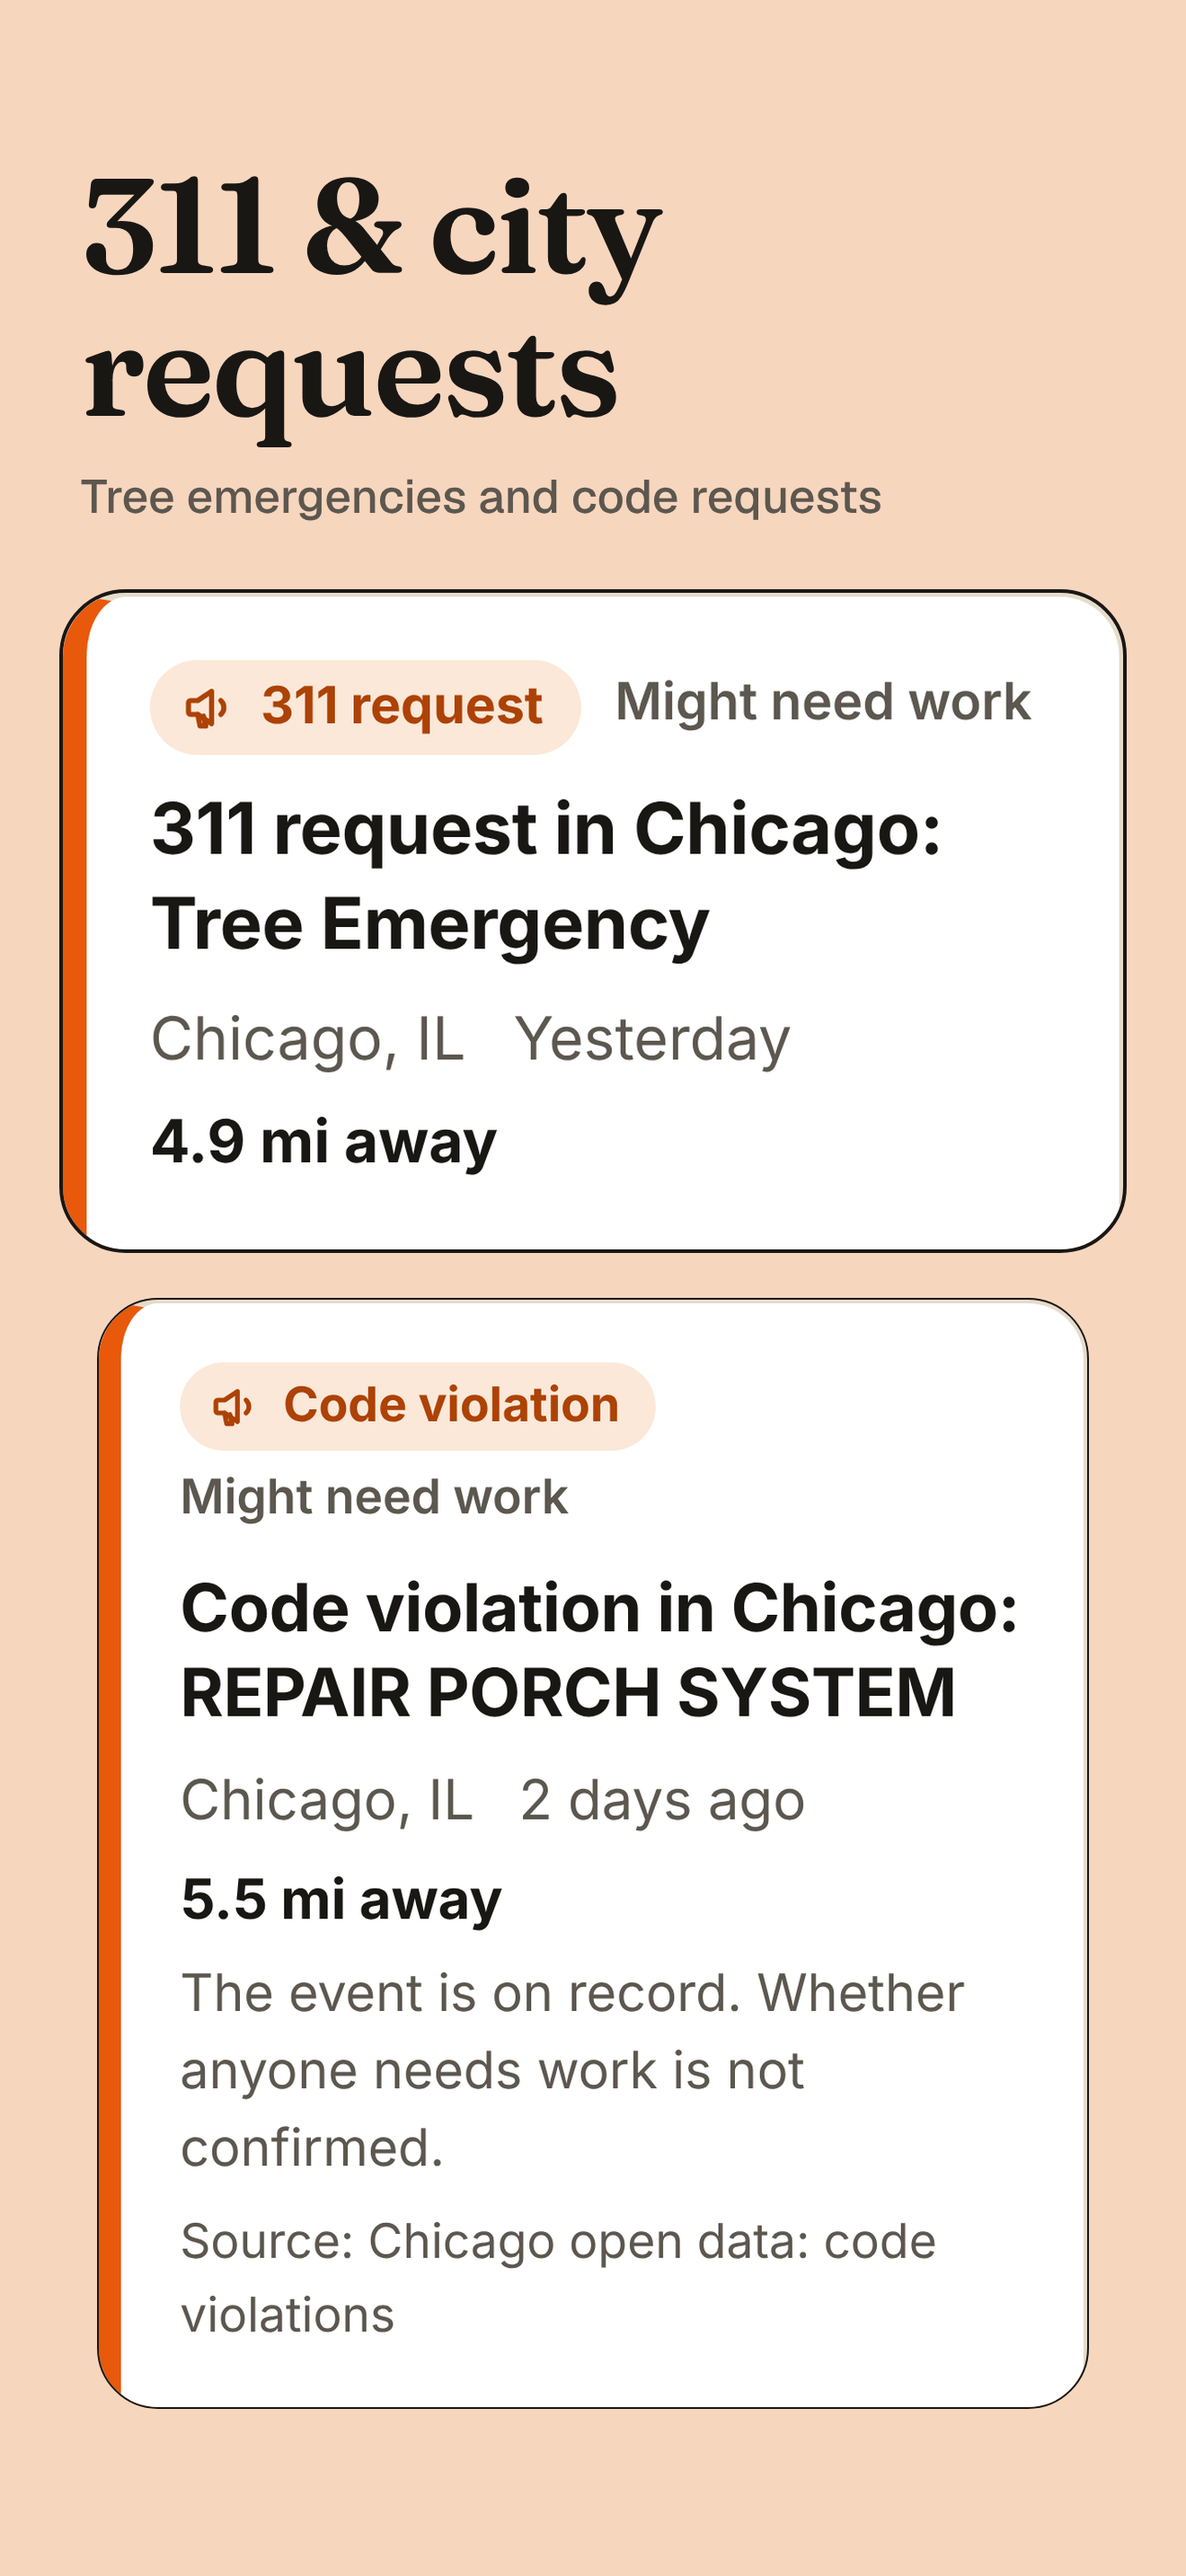 311 & city
requests
Tree emergencies and code requests
311 request
Might need work
311 request in Chicago:
Tree Emergency
Chicago, IL Yesterday
4.9 mi away
Code violation
Might need work
Code violation in Chicago:
REPAIR PORCH SYSTEM
Chicago, IL 2 days ago
5.5 mi away
The event is on record. Whether
anyone needs work is not
confirmed.
Source: Chicago open data: code
violations